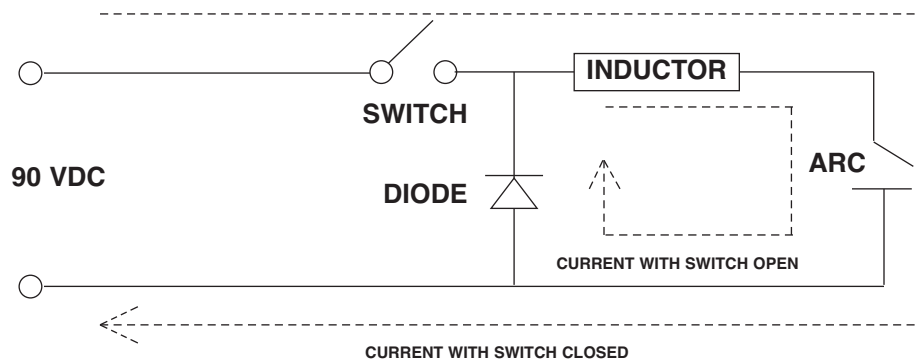 INDUCTOR
SWITCH
ARC
90 VDC
DIODE
CURRENT WITH SWITCH OPEN
CURRENT WITH SWITCH CLOSED